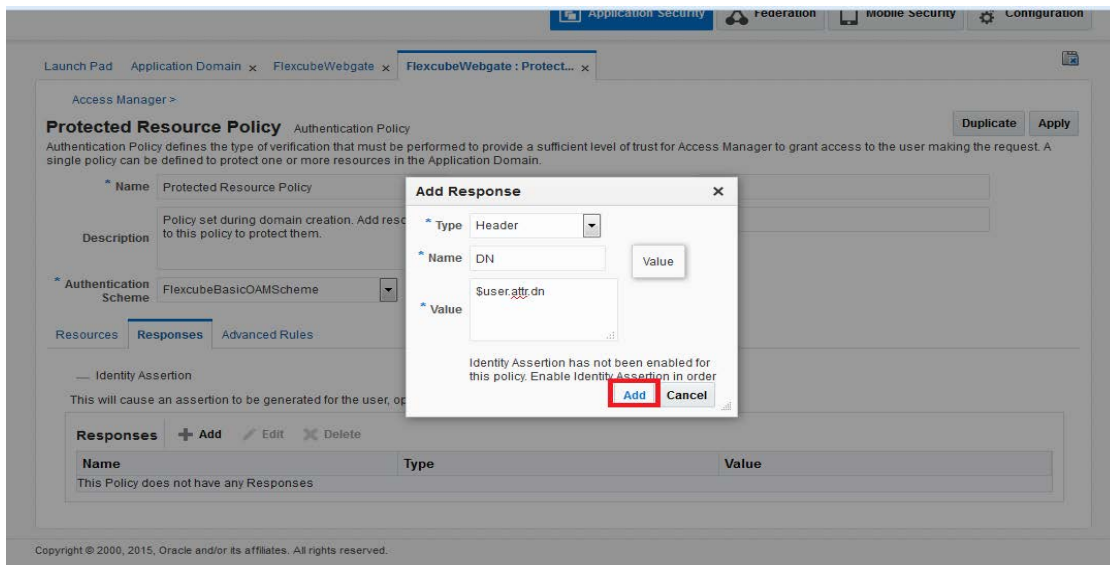 Application Security Federation Mobile Security Configuration
Launch Pad Application Domain x FlexcubeWebgate x FlexcubeWebgate : Protect... x
Access Manager >
Protected Resource Policy Authentication Policy
Duplicate Apply
Authentication Policy defines the type of verification that must be performed to provide a sufficient level of trust for Access Manager to grant access to the user making the request. A
single policy can be defined to protect one or more resources in the Application Domain.
* Name Protected Resource Policy
Description Policy set during domain creation. Add reso
to this policy to protect them.
* Authentication Scheme FlexcubeBasicOAMScheme
Resources Responses Advanced Rules
Identity Assertion
This will cause an assertion to be generated for the user, op
Responses Add Edit Delete
Name Type Value
This Policy does not have any Responses
Add Response x
* Type Header
* Name DN
Value
* Value $user.attr.dn
Identity Assertion has not been enabled for
this policy. Enable Identity Assertion in order
Add Cancel
Copyright © 2000, 2015, Oracle and/or its affiliates. All rights reserved.